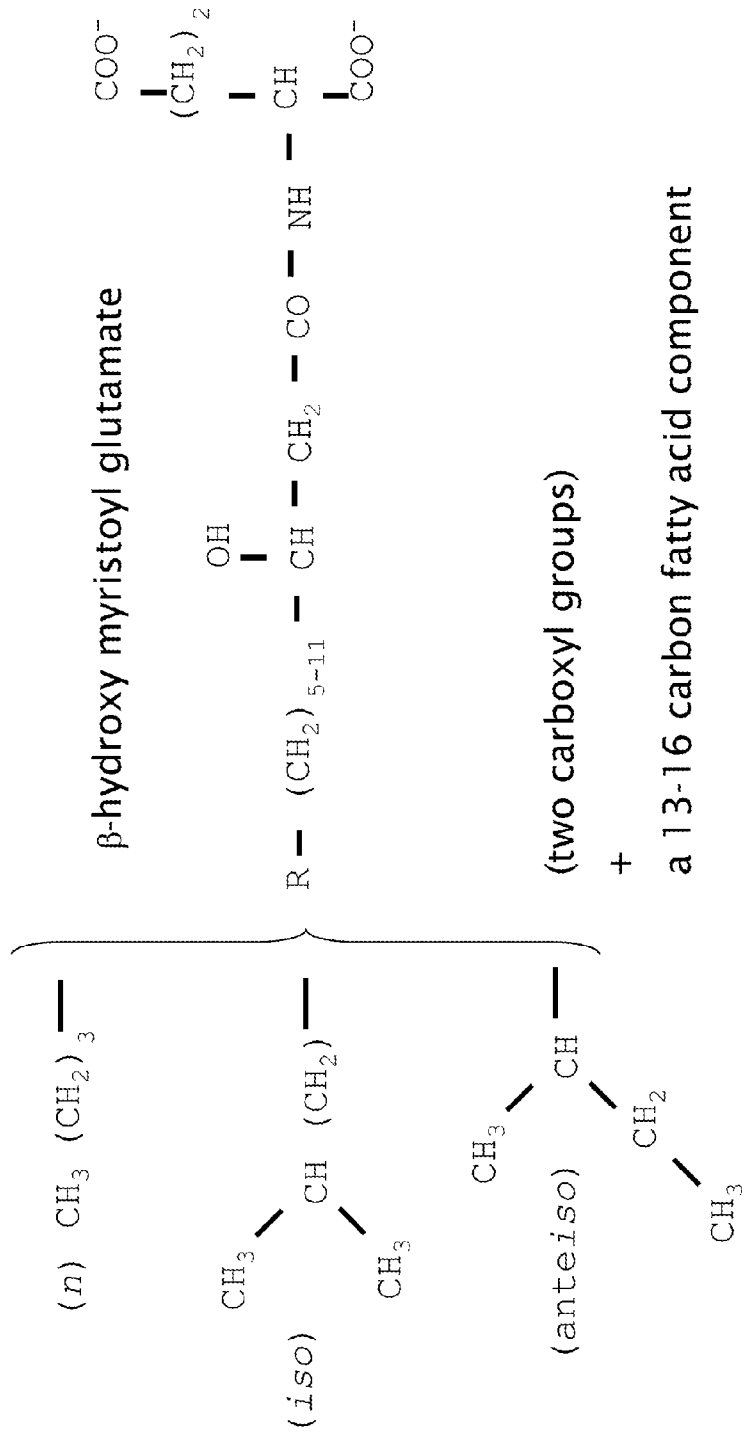 β-hydroxy myristoyl glutamate
(n) CH3 (CH2)3
(iso) CH3 CH3 CH (CH2)
(anteiso) CH3 CH CH2 CH3
R (CH2)5-11 CH OH CH2 CO NH CH (CH2)2 COO- COO-
(two carboxyl groups)
+
a 13-16 carbon fatty acid component